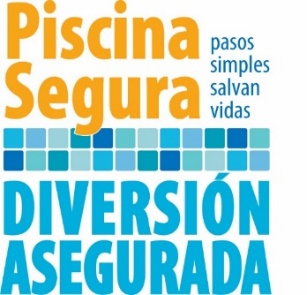 Piscina
Segura
pasos
simples
salvan
vidas
DIVERSIÓN
ASEGURADA